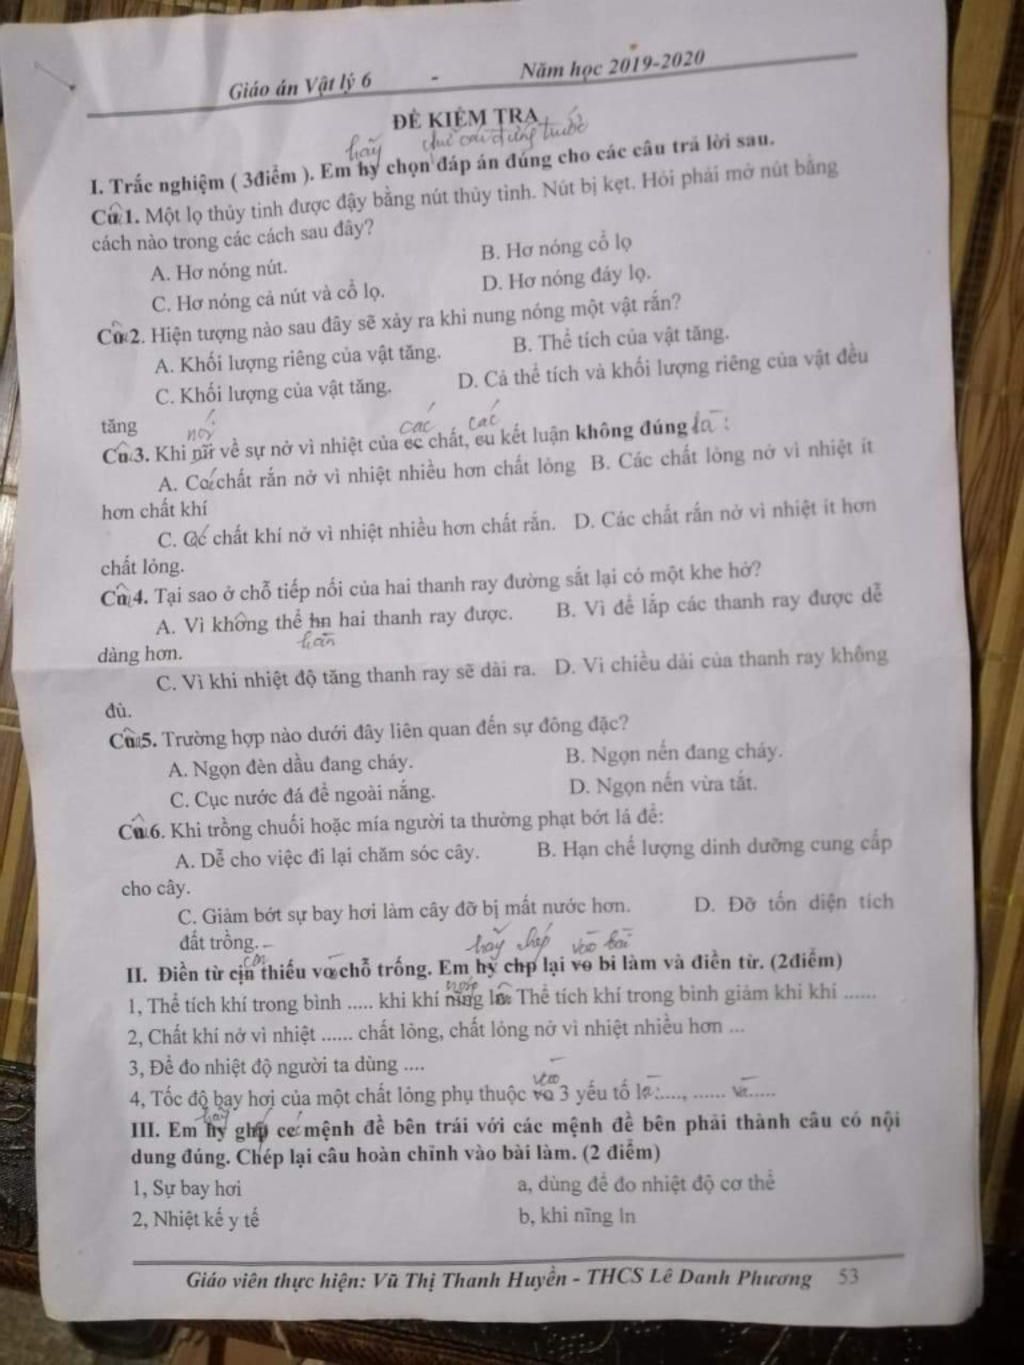 Giáo án Vật lý 6 - Năm học 2019-2020
ĐỀ KIỂM TRA
hãy chữ cái đứng trước
I. Trắc nghiệm ( 3điểm ). Em hy chọn đáp án đúng cho các câu trả lời sau.
Câu 1. Một lọ thủy tinh được đậy bằng nút thủy tinh. Nút bị kẹt. Hỏi phải mở nút bằng
cách nào trong các cách sau đây?
A. Hơ nóng nút. B. Hơ nóng cổ lọ
C. Hơ nóng cả nút và cổ lọ. D. Hơ nóng đáy lọ.
Câu 2. Hiện tượng nào sau đây sẽ xảy ra khi nung nóng một vật rắn?
A. Khối lượng riêng của vật tăng. B. Thể tích của vật tăng.
C. Khối lượng của vật tăng. D. Cả thể tích và khối lượng riêng của vật đều
tăng
nói các các
Câu 3. Khi về sự nở vì nhiệt của chất, kết luận không đúng là :
A. Các chất rắn nở vì nhiệt nhiều hơn chất lỏng B. Các chất lỏng nở vì nhiệt ít
hơn chất khí
C. Các chất khí nở vì nhiệt nhiều hơn chất rắn. D. Các chất rắn nở vì nhiệt ít hơn
chất lỏng.
Câu 4. Tại sao ở chỗ tiếp nối của hai thanh ray đường sắt lại có một khe hở?
A. Vì không thể hn hai thanh ray được. B. Vì để lắp các thanh ray được dễ
hàn
dàng hơn.
C. Vì khi nhiệt độ tăng thanh ray sẽ dài ra. D. Vì chiều dài của thanh ray không
đủ.
Câu 5. Trường hợp nào dưới đây liên quan đến sự đông đặc?
A. Ngọn đèn dầu đang cháy. B. Ngọn nến đang cháy.
C. Cục nước đá để ngoài nắng. D. Ngọn nến vừa tắt.
Câu 6. Khi trồng chuối hoặc mía người ta thường phạt bớt lá để:
A. Dễ cho việc đi lại chăm sóc cây. B. Hạn chế lượng dinh dưỡng cung cấp
cho cây.
C. Giảm bớt sự bay hơi làm cây đỡ bị mất nước hơn. D. Đỡ tốn diện tích
đất trồng.
còn hãy chép vào bài
II. Điền từ cịn thiếu vào chỗ trống. Em hy chp lại vo bi làm và điền từ. (2điểm)
1, Thể tích khí trong bình ..... khi khí nĩng lên Thể tích khí trong bình giảm khi khí ......
2, Chất khí nở vì nhiệt ...... chất lỏng, chất lỏng nở vì nhiệt nhiều hơn ...
3, Để đo nhiệt độ người ta dùng ....
vào
4, Tốc độ bay hơi của một chất lỏng phụ thuộc vo 3 yếu tố là:...., ...... và.....
hãy
III. Em hy ghép các mệnh đề bên trái với các mệnh đề bên phải thành câu có nội
dung đúng. Chép lại câu hoàn chỉnh vào bài làm. (2 điểm)
1, Sự bay hơi a, dùng để đo nhiệt độ cơ thể
2, Nhiệt kế y tế b, khi nĩng ln
Giáo viên thực hiện: Vũ Thị Thanh Huyền - THCS Lê Danh Phương 53